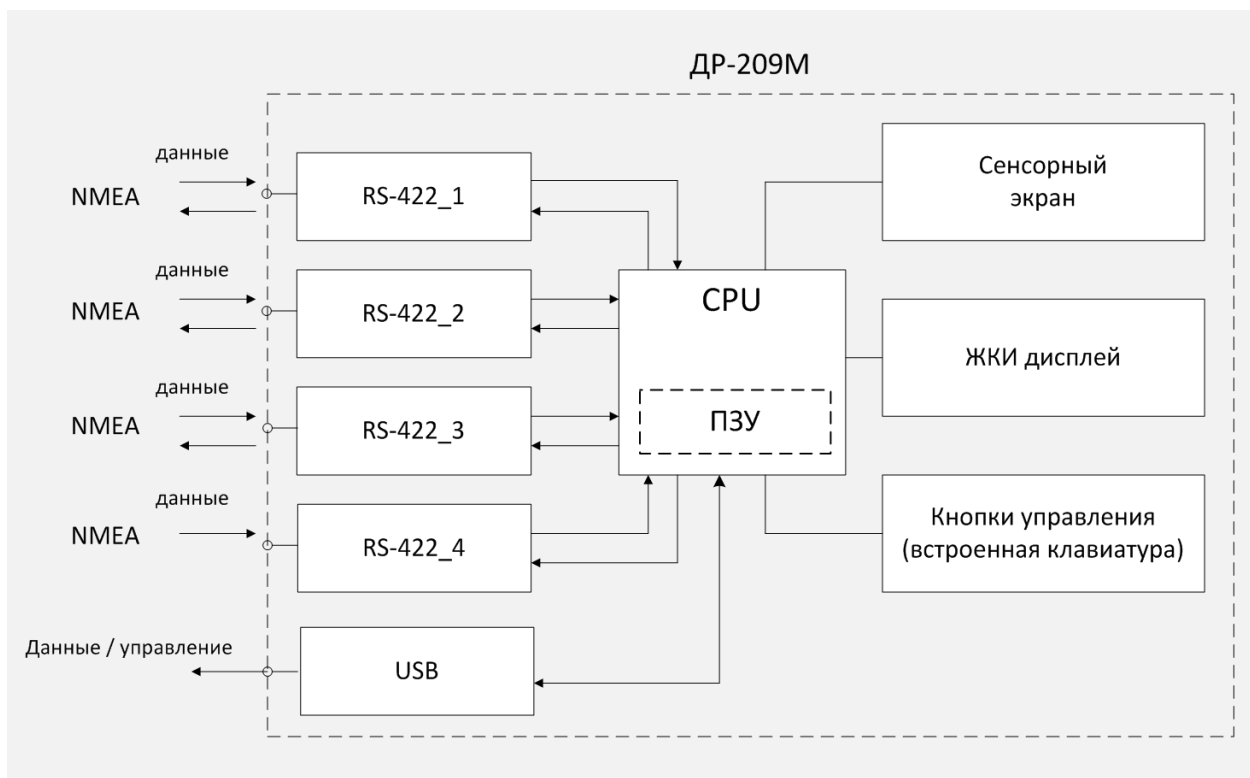 ДР-209М
данные
NMEA
RS-422_1
Сенсорный
экран
данные
NMEA
RS-422_2
CPU
ЖКИ дисплей
данные
NMEA
RS-422_3
ПЗУ
данные
NMEA
RS-422_4
Кнопки управления
(встроенная клавиатура)
Данные / управление
USB